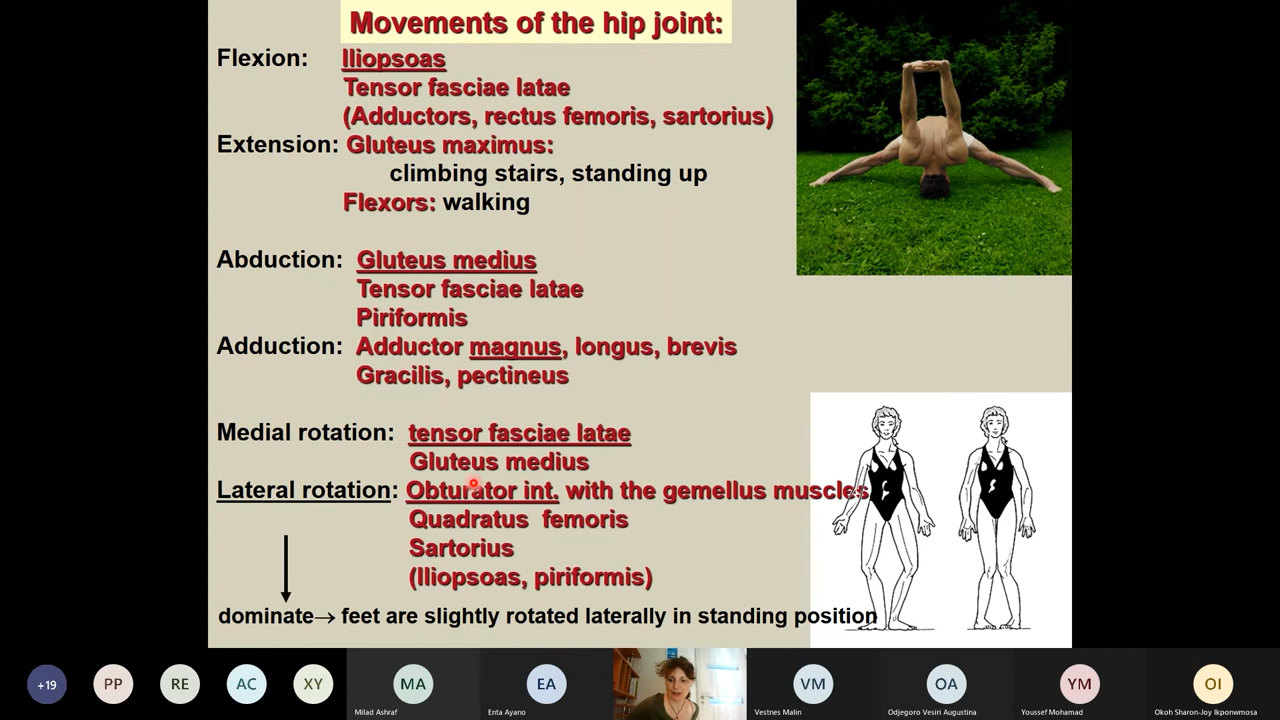 Movements of the hip joint:
Flexion: Iliopsoas
Tensor fasciae latae
(Adductors, rectus femoris, sartorius)
Extension: Gluteus maximus:
climbing stairs, standing up
Flexors: walking
Abduction: Gluteus medius
Tensor fasciae latae
Piriformis
Adduction: Adductor magnus, longus, brevis
Gracilis, pectineus
Medial rotation: tensor fasciae latae
Gluteus medius
Lateral rotation: Obturator int. with the gemellus muscles
Quadratus femoris
Sartorius
(Iliopsoas, piriformis)
dominate→ feet are slightly rotated laterally in standing position
+19 PP RE AC XY MA EA VM OA YM OI
Milad Ashraf Enta Ayano Vestnes Malin Odjegoro Vesiri Augustina Youssef Mohamad Okoh Sharon-Joy Ikponwmosa